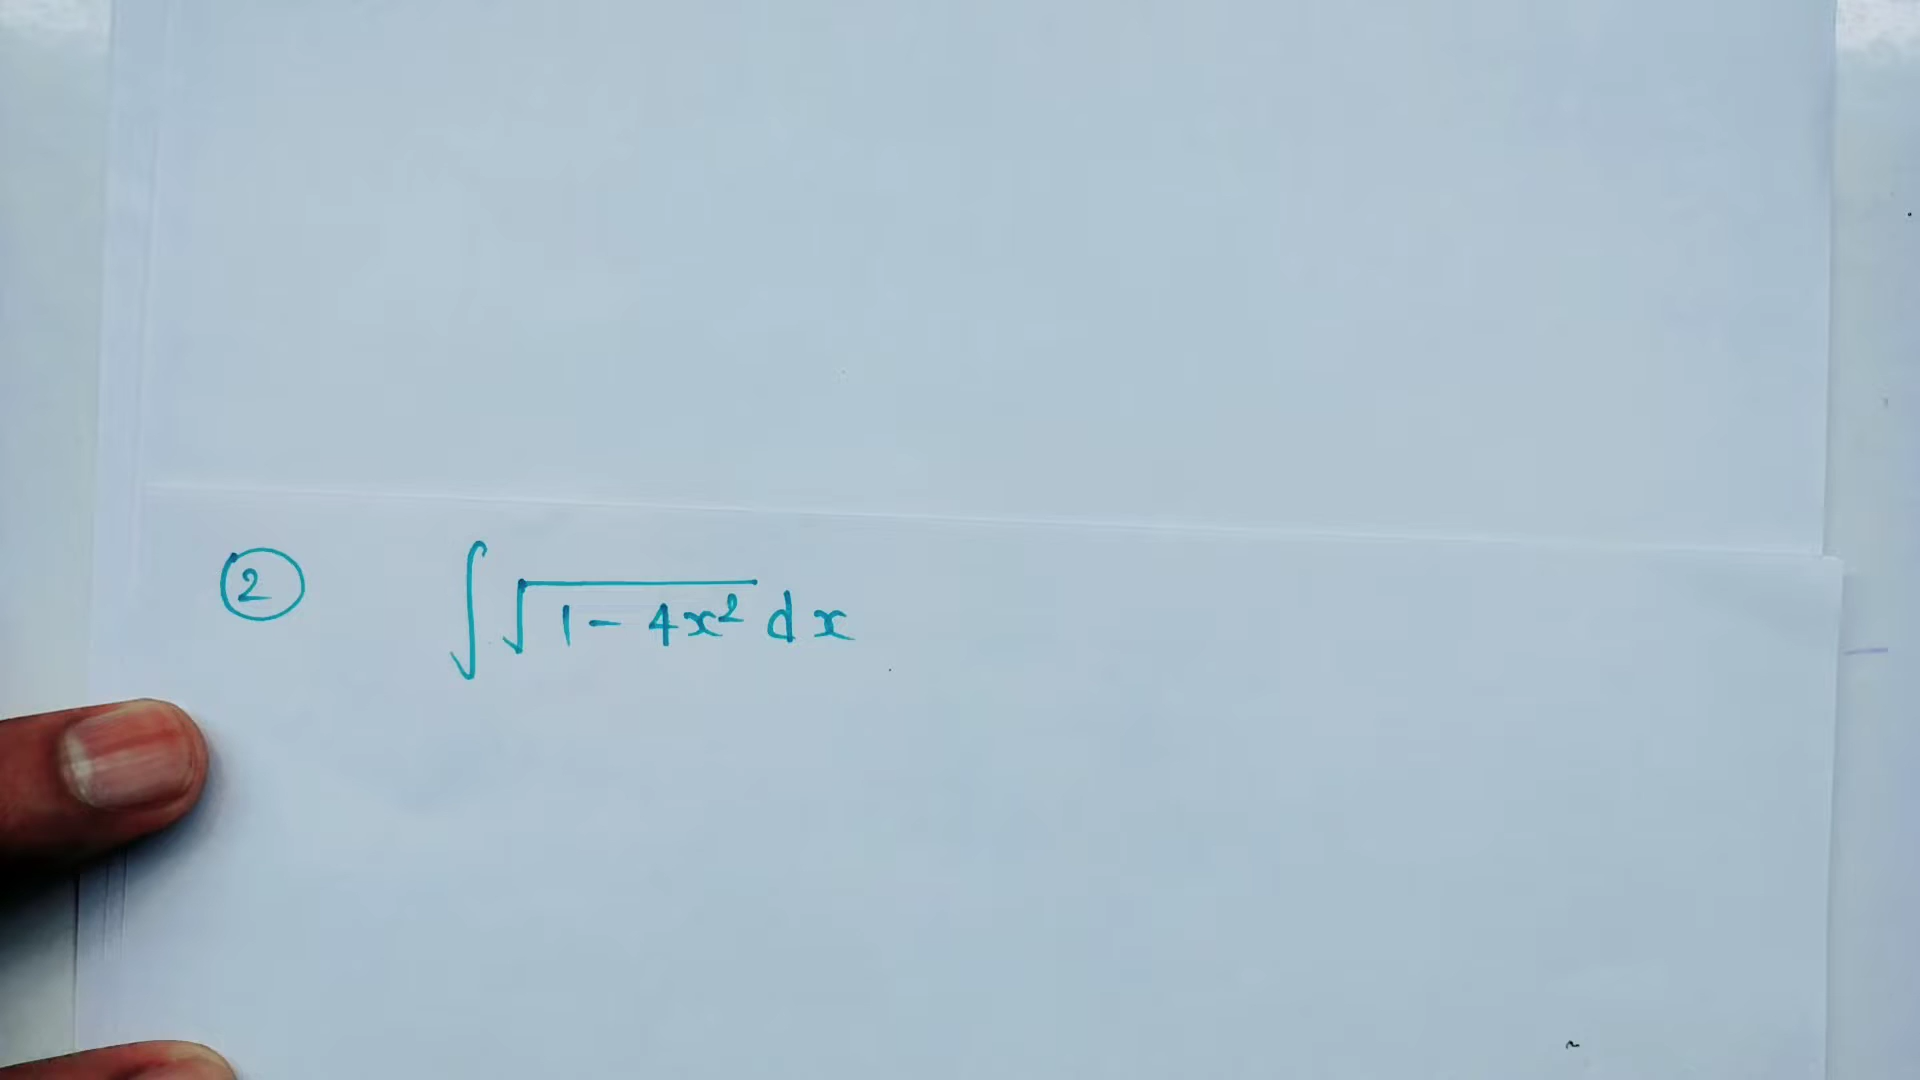 ② ∫√(1 - 4x²) dx